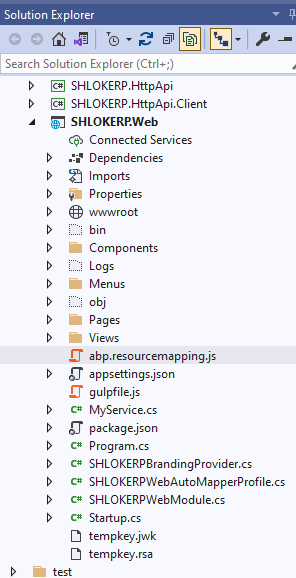 Solution Explorer
Search Solution Explorer (Ctrl+;)
C# SHLOKERP.HttpApi
C# SHLOKERP.HttpApi.Client
SHLOKERP.Web
Connected Services
Dependencies
Imports
Properties
wwwroot
bin
Components
Logs
Menus
obj
Pages
Views
abp.resourcemapping.js
appsettings.json
gulpfile.js
C# MyService.cs
package.json
C# Program.cs
C# SHLOKERPBrandingProvider.cs
C# SHLOKERPWebAutoMapperProfile.cs
C# SHLOKERPWebModule.cs
C# Startup.cs
tempkey.jwk
tempkey.rsa
test